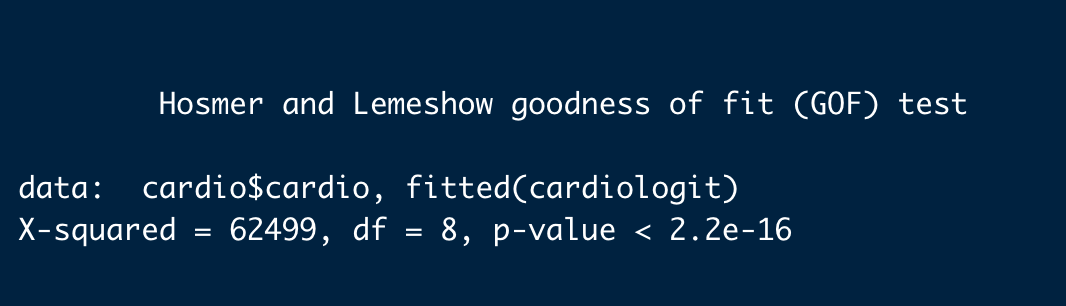 Hosmer and Lemeshow goodness of fit (GOF) test
data:  cardio$cardio, fitted(cardiologit)
X-squared = 62499, df = 8, p-value < 2.2e-16